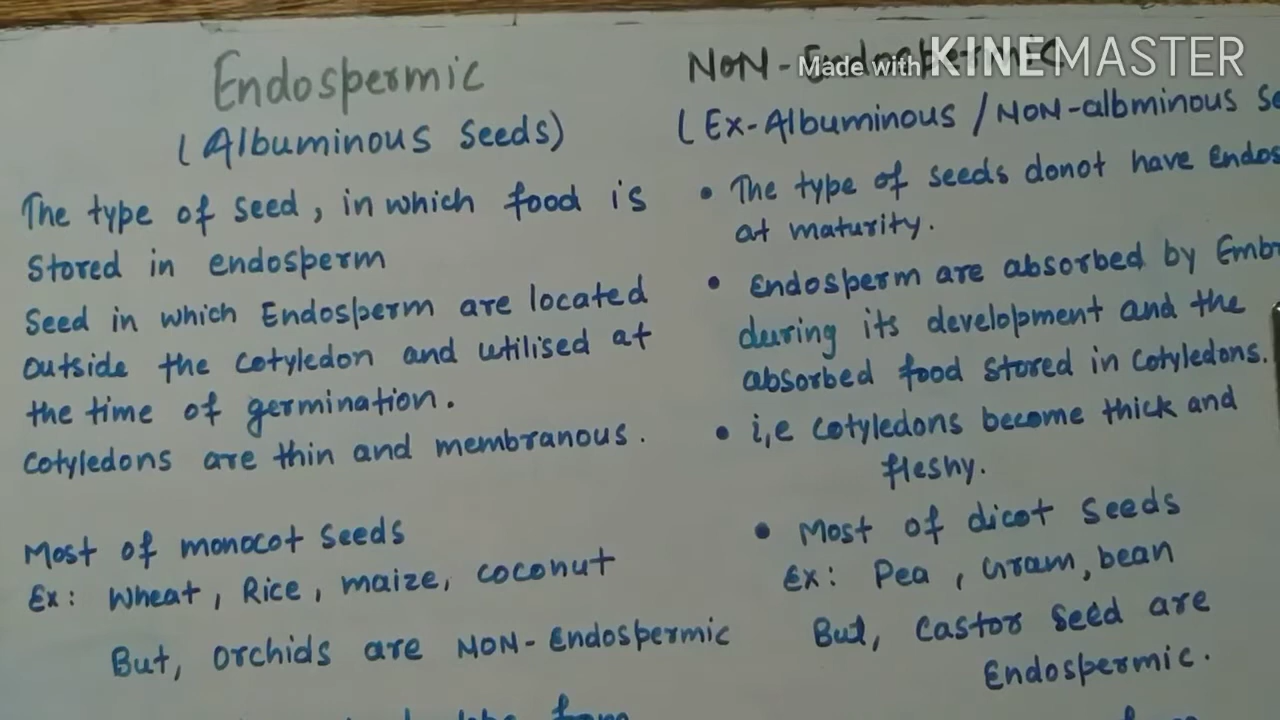 Endospermic
(Albuminous Seeds)
The type of seed, in which food is
stored in endosperm
Seed in which Endosperm are located
outside the cotyledon and utilised at
the time of germination.
cotyledons are thin and membranous.
Most of monocot seeds
Ex: Wheat, Rice, maize, coconut
But, orchids are NON-Endospermic
NON-Endospermic
Made with KINEMASTER
(Ex-Albuminous / NON-albminous Se
• The type of seeds donot have Endos
at maturity.
• Endosperm are absorbed by Embr
during its development and the
absorbed food stored in cotyledons.
• i,e cotyledons become thick and
fleshy.
• Most of dicot seeds
Ex: Pea, Gram, bean
But, castor seed are
Endospermic.